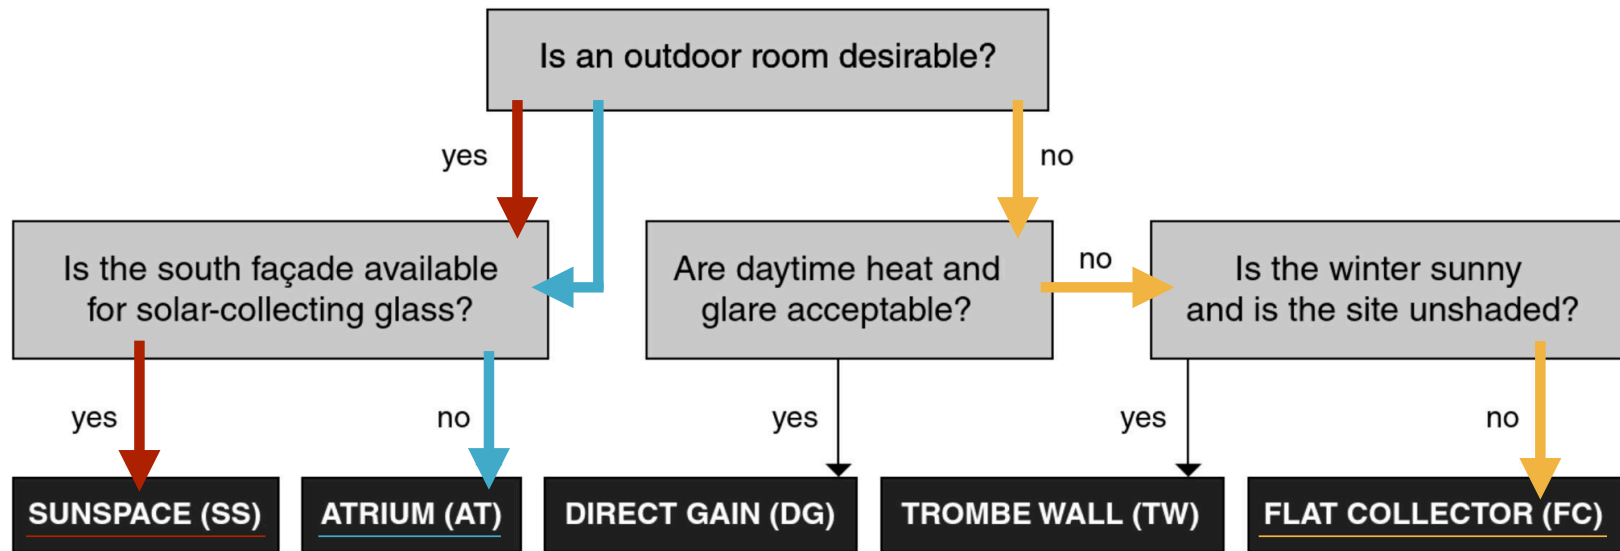 Is an outdoor room desirable?
yes
no
Is the south façade available
for solar-collecting glass?
Are daytime heat and
glare acceptable?
no
Is the winter sunny
and is the site unshaded?
yes
no
yes
yes
no
SUNSPACE (SS)
ATRIUM (AT)
DIRECT GAIN (DG)
TROMBE WALL (TW)
FLAT COLLECTOR (FC)